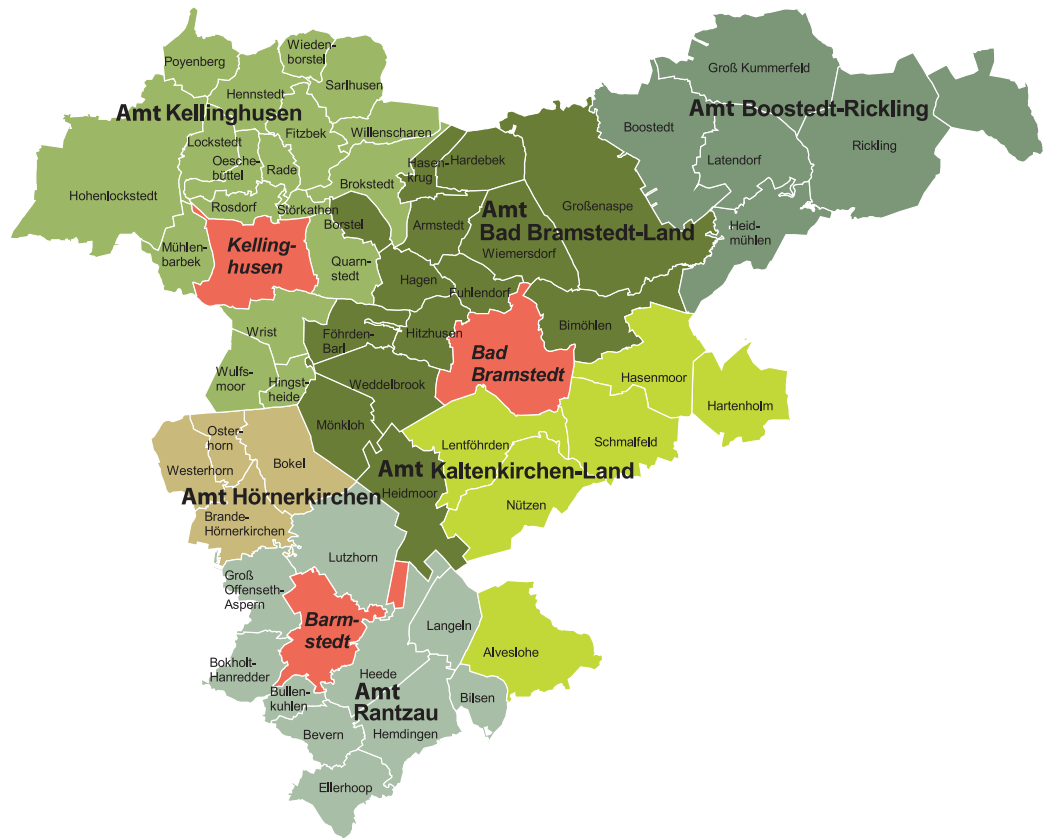 Wieden-
borstel
Poyenberg
Groß Kummerfeld
Sarlhusen
Hennstedt
Amt Kellinghusen
Amt Boostedt-Rickling
Boostedt
Willenscharen
Fitzbek
Lockstedt
Rickling
Oesche-
büttel
Rade
Hasen-
krug
Hardebek
Latendorf
Brokstedt
Hohenlockstedt
Rosdorf
Störkathen
Großenaspe
Amt
Bad Bramstedt-Land
Borstel
Armstedt
Heid-
mühlen
Mühlen-
barbek
Kelling-
husen
Wiemersdorf
Quarn-
stedt
Hagen
Fuhlendorf
Wrist
Föhrden-
Barl
Hitzhusen
Bimöhlen
Bad
Bramstedt
Wulfs-
moor
Hingst-
heide
Weddelbrook
Hasenmoor
Hartenholm
Mönkloh
Oster-
horn
Lentföhrden
Schmalfeld
Westerhorn
Bokel
Amt Kaltenkirchen-Land
Amt Hörnerkirchen
Heidmoor
Nützen
Brande-
Hörnerkirchen
Lutzhorn
Groß
Offenseth-
Aspern
Barm-
stedt
Langeln
Alveslohe
Bokholt-
Hanredder
Heede
Bullen-
kuhlen
Amt
Rantzau
Bilsen
Bevern
Hemdingen
Ellerhoop